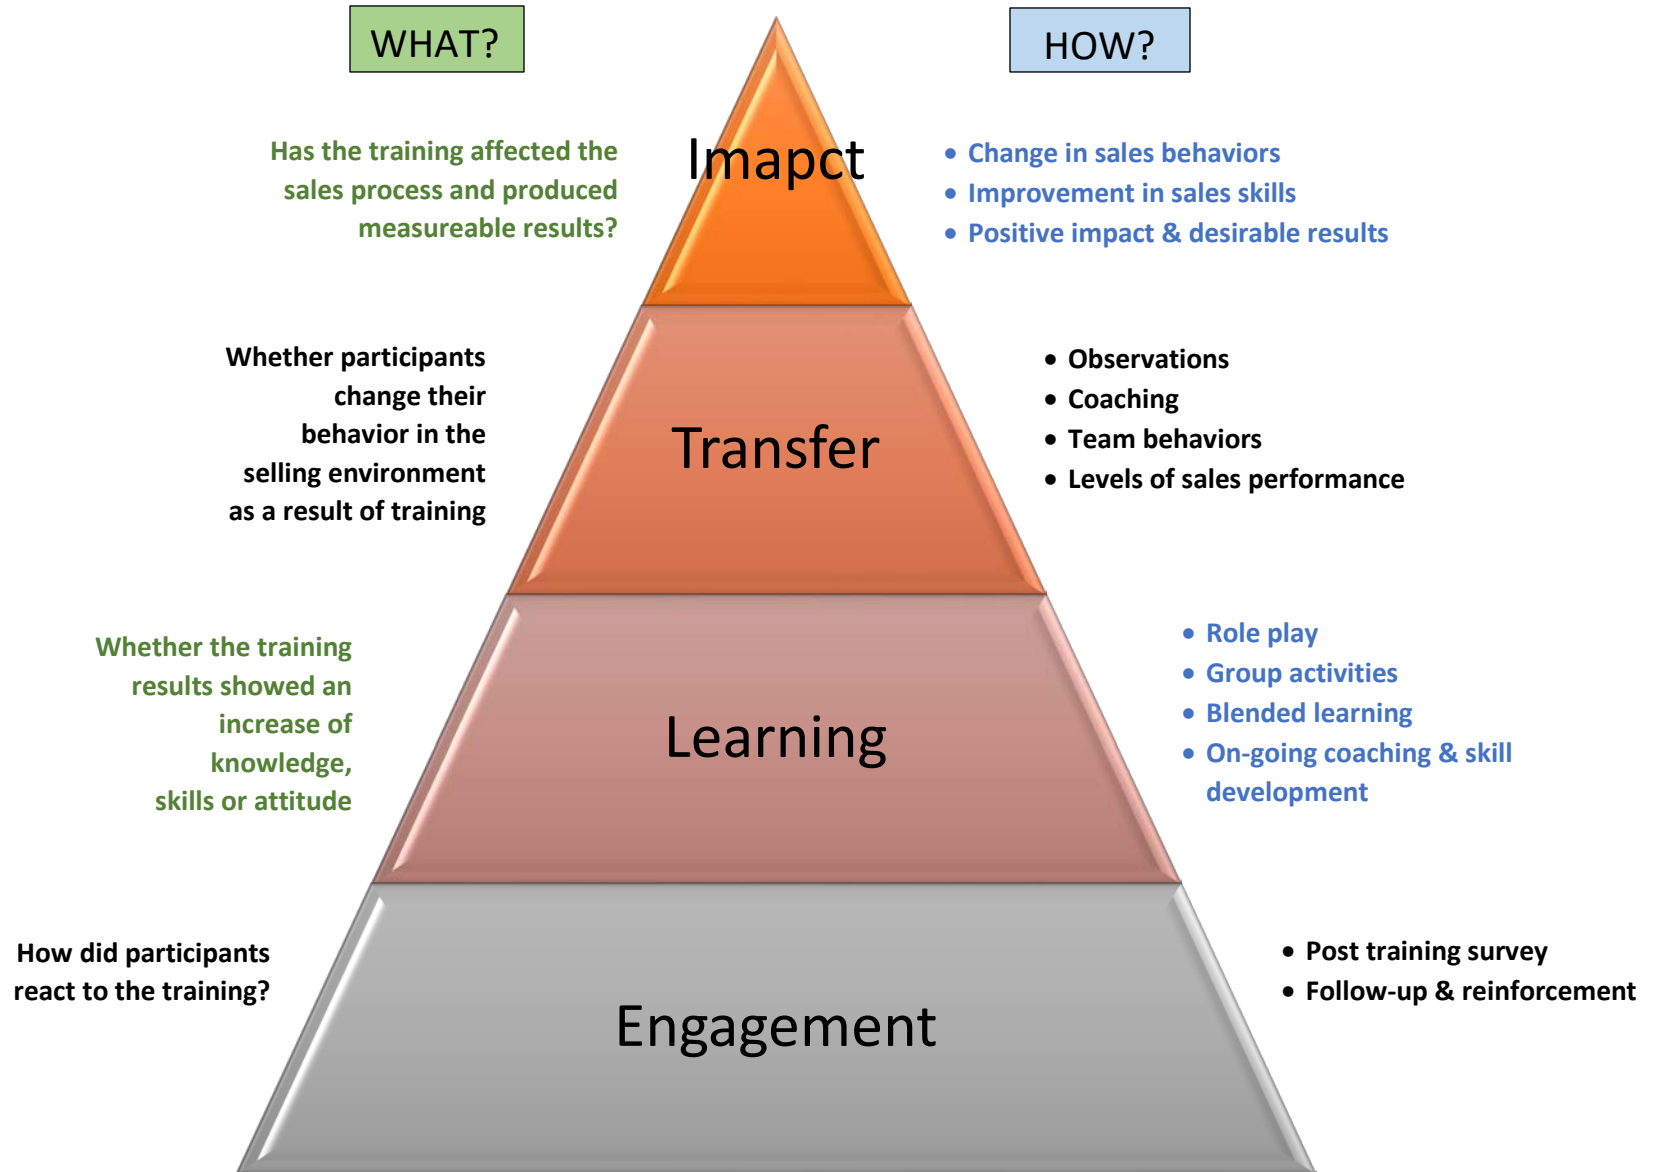 WHAT?
HOW?
Has the training affected the
sales process and produced
measureable results?
Imapct
• Change in sales behaviors
• Improvement in sales skills
• Positive impact & desirable results
Whether participants
change their
behavior in the
selling environment
as a result of training
Transfer
• Observations
• Coaching
• Team behaviors
• Levels of sales performance
Whether the training
results showed an
increase of
knowledge,
skills or attitude
Learning
• Role play
• Group activities
• Blended learning
• On-going coaching & skill
development
How did participants
react to the training?
Engagement
• Post training survey
• Follow-up & reinforcement